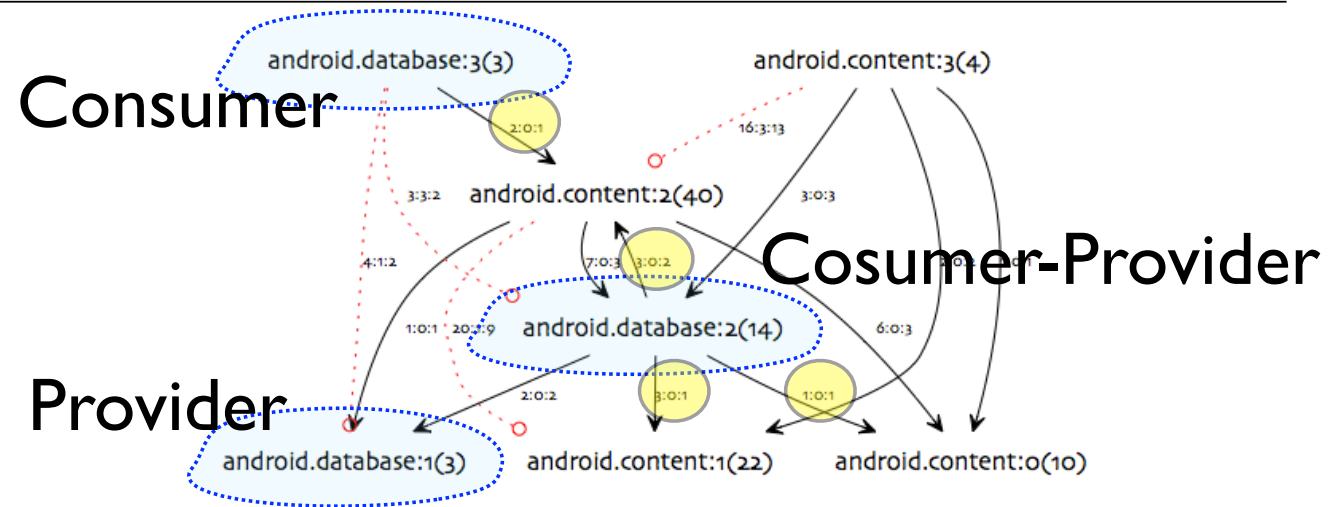 android.database:3(3)
android.content:3(4)
Consumer
2:0:1
16:3:13
3:3:2
android.content:2(40)
3:0:3
4:1:2
7:0:3
3:0:2
Cosumer-Provider
1:0:1
android.database:2(14)
6:0:3
Provider
2:0:2
3:0:1
1:0:1
android.database:1(3)
android.content:1(22)
android.content:0(10)